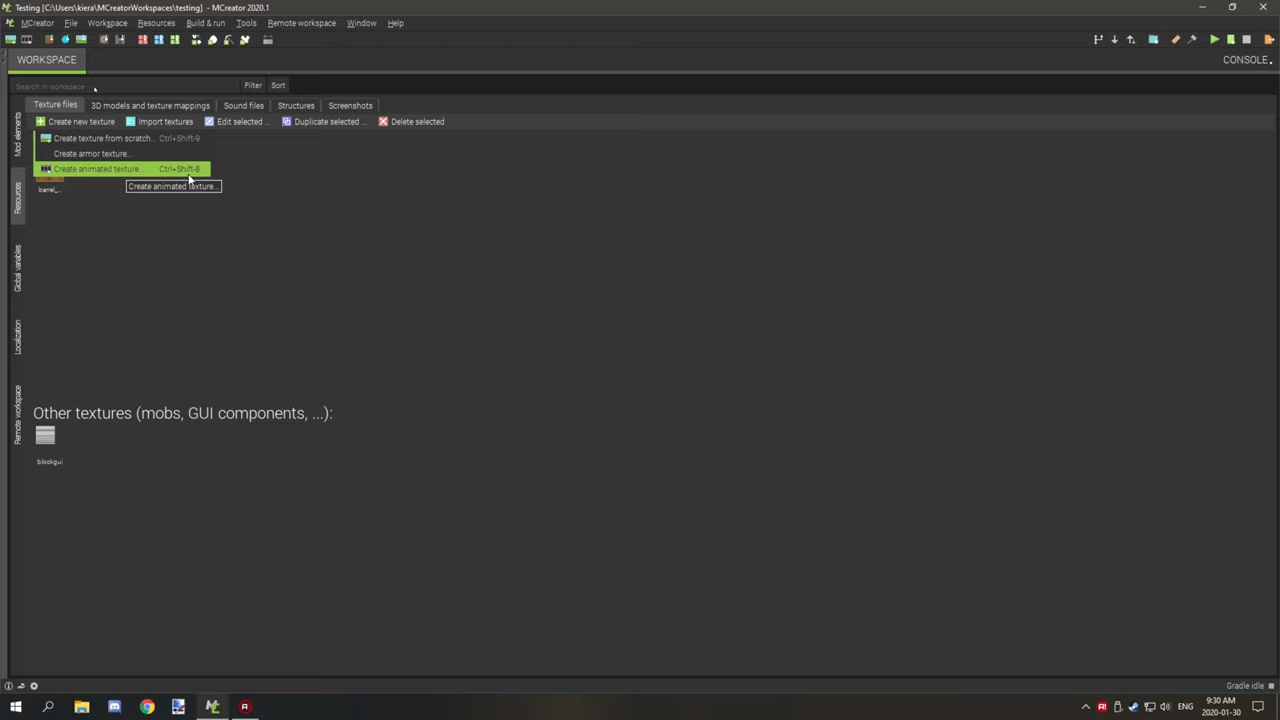 Testing [C:\Users\kiera\MCreatorWorkspaces\testing] - MCreator 2020.1
MCreator File Workspace Resources Build & run Tools Remote workspace Window Help
WORKSPACE
CONSOLE
Search in workspace
Filter Sort
Texture files 3D models and texture mappings Sound files Structures Screenshots
Create new texture Import textures Edit selected ... Duplicate selected ... Delete selected
Create texture from scratch... Ctrl+Shift-9
Create armor texture...
Create animated texture... Ctrl+Shift-8
Create animated texture...
barrel_...
Mod elements
Resources
Global variables
Localization
Remote workspace
Other textures (mobs, GUI components, ...):
blockgui
Gradle idle
ENG
9:30 AM
2020-01-30